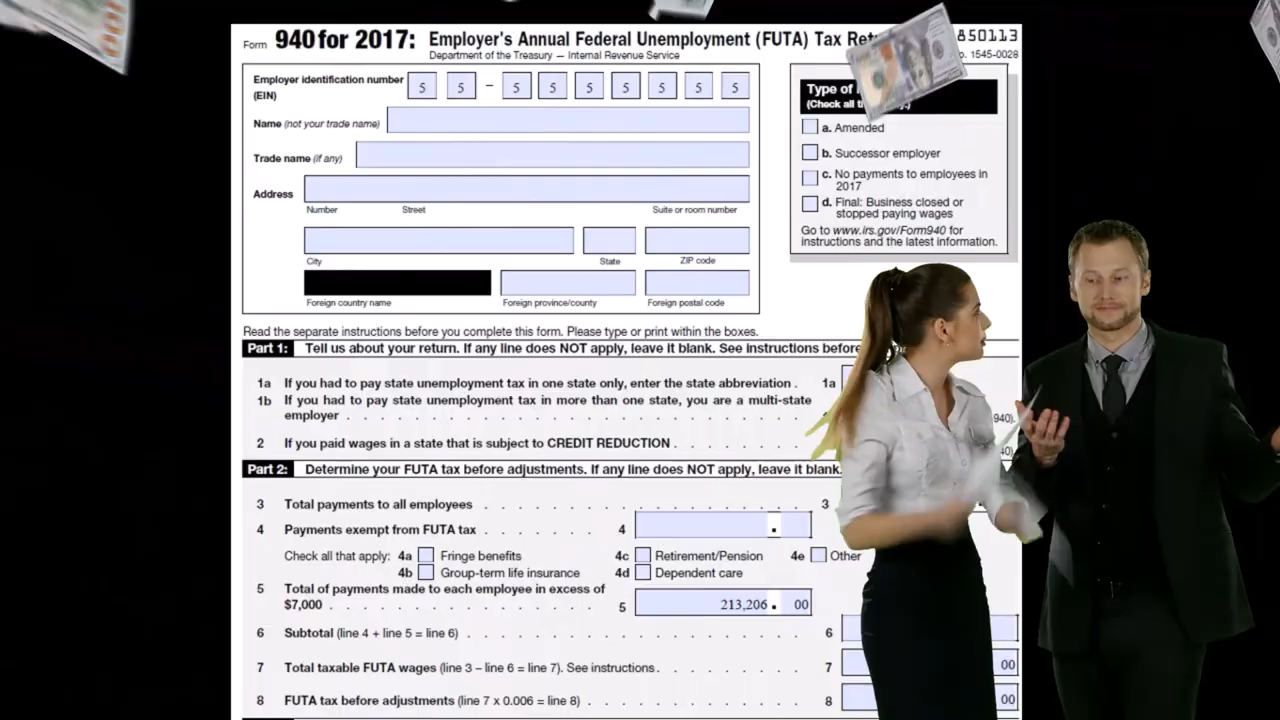 Form 940 for 2017: Employer's Annual Federal Unemployment (FUTA) Tax
850113
Department of the Treasury — Internal Revenue Service
1545-0028
Employer identification number
(EIN)
5 5 – 5 5 5 5 5 5 5
Name (not your trade name)
Trade name (if any)
Address
Number Street Suite or room number
City State ZIP code
Foreign country name Foreign province/county Foreign postal code
Type of
(Check all
a. Amended
b. Successor employer
c. No payments to employees in
2017
d. Final: Business closed or
stopped paying wages
Go to www.irs.gov/Form940 for
instructions and the latest information.
Read the separate instructions before you complete this form. Please type or print within the boxes.
Part 1: Tell us about your return. If any line does NOT apply, leave it blank. See instructions before
1a If you had to pay state unemployment tax in one state only, enter the state abbreviation . 1a
1b If you had to pay state unemployment tax in more than one state, you are a multi-state
employer . . . . . . . . . . . . . . . . . . 940).
2 If you paid wages in a state that is subject to CREDIT REDUCTION . . . . . . .
Part 2: Determine your FUTA tax before adjustments. If any line does NOT apply, leave it blank.
3 Total payments to all employees . . . . . . . . . . . . . . . 3
4 Payments exempt from FUTA tax . . . . . . . 4 .
Check all that apply: 4a Fringe benefits 4c Retirement/Pension 4e Other
4b Group-term life insurance 4d Dependent care
5 Total of payments made to each employee in excess of
$7,000 . . . . . . . . . . . . . . 5 213,206 . 00
6 Subtotal (line 4 + line 5 = line 6) . . . . . . . . . . . . . . . . 6
7 Total taxable FUTA wages (line 3 – line 6 = line 7). See instructions . . . . . . . 7 00
8 FUTA tax before adjustments (line 7 x 0.006 = line 8) . . . . . . . . . . 8 00